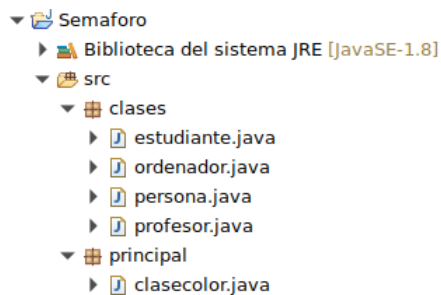 Semaforo
Biblioteca del sistema JRE [JavaSE-1.8]
src
clases
estudiante.java
ordenador.java
persona.java
profesor.java
principal
clasecolor.java